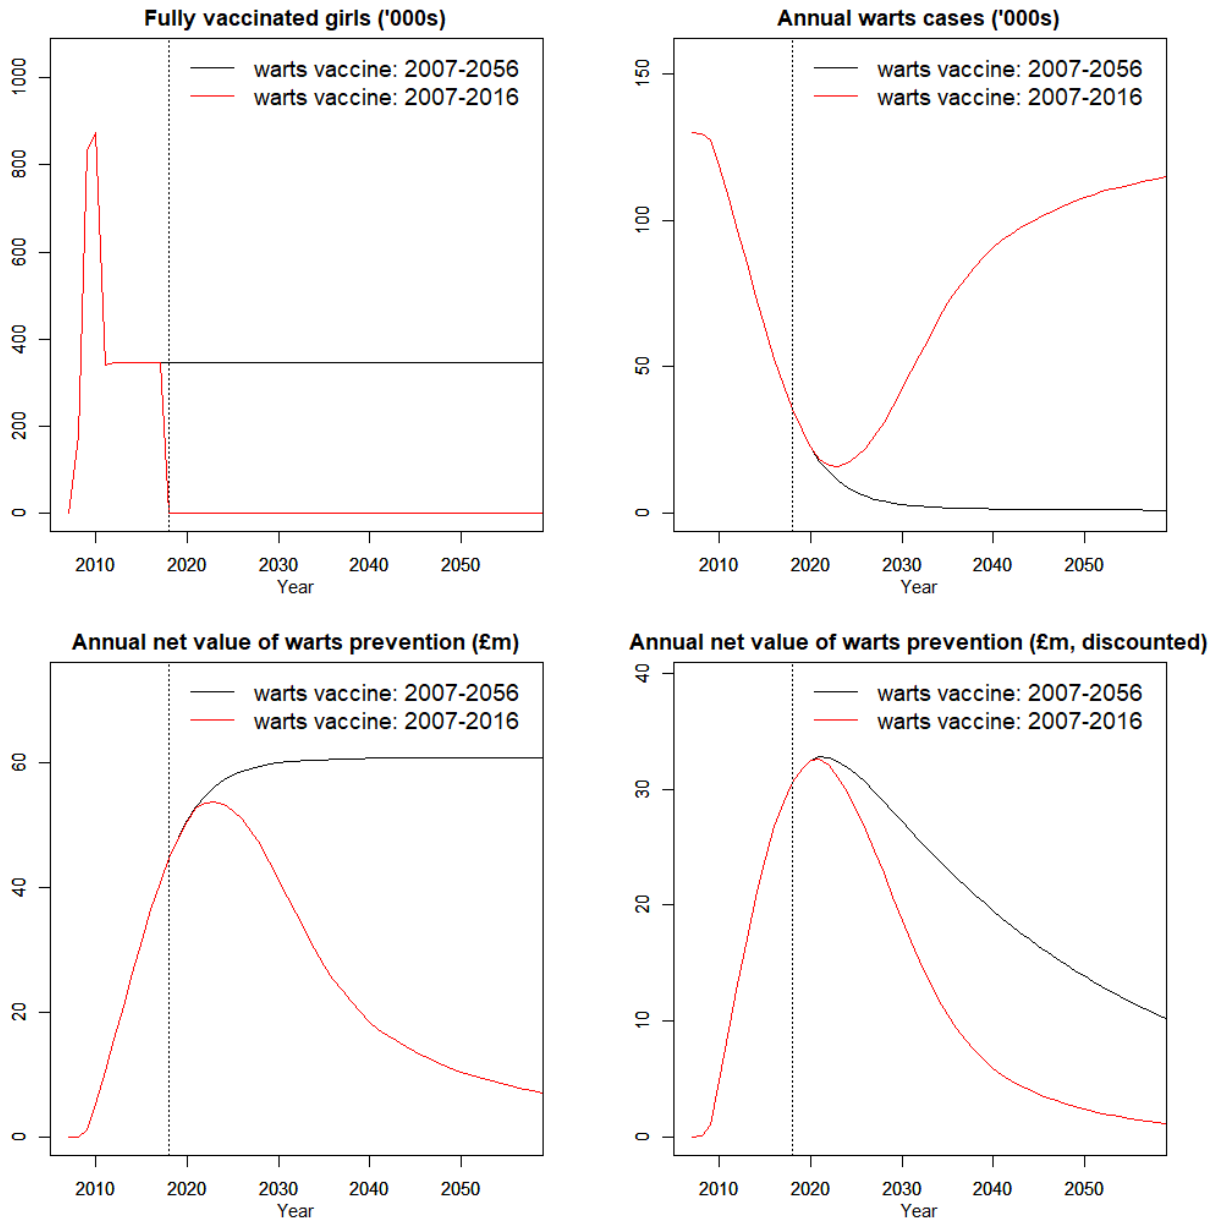 Fully vaccinated girls ('000s)
warts vaccine: 2007-2056
warts vaccine: 2007-2016
1000
800
600
400
200
0
2010 2020 2030 2040 2050
Year
Annual warts cases ('000s)
warts vaccine: 2007-2056
warts vaccine: 2007-2016
150
100
50
0
2010 2020 2030 2040 2050
Year
Annual net value of warts prevention (£m)
warts vaccine: 2007-2056
warts vaccine: 2007-2016
60
40
20
0
2010 2020 2030 2040 2050
Year
Annual net value of warts prevention (£m, discounted)
warts vaccine: 2007-2056
warts vaccine: 2007-2016
40
30
20
10
0
2010 2020 2030 2040 2050
Year